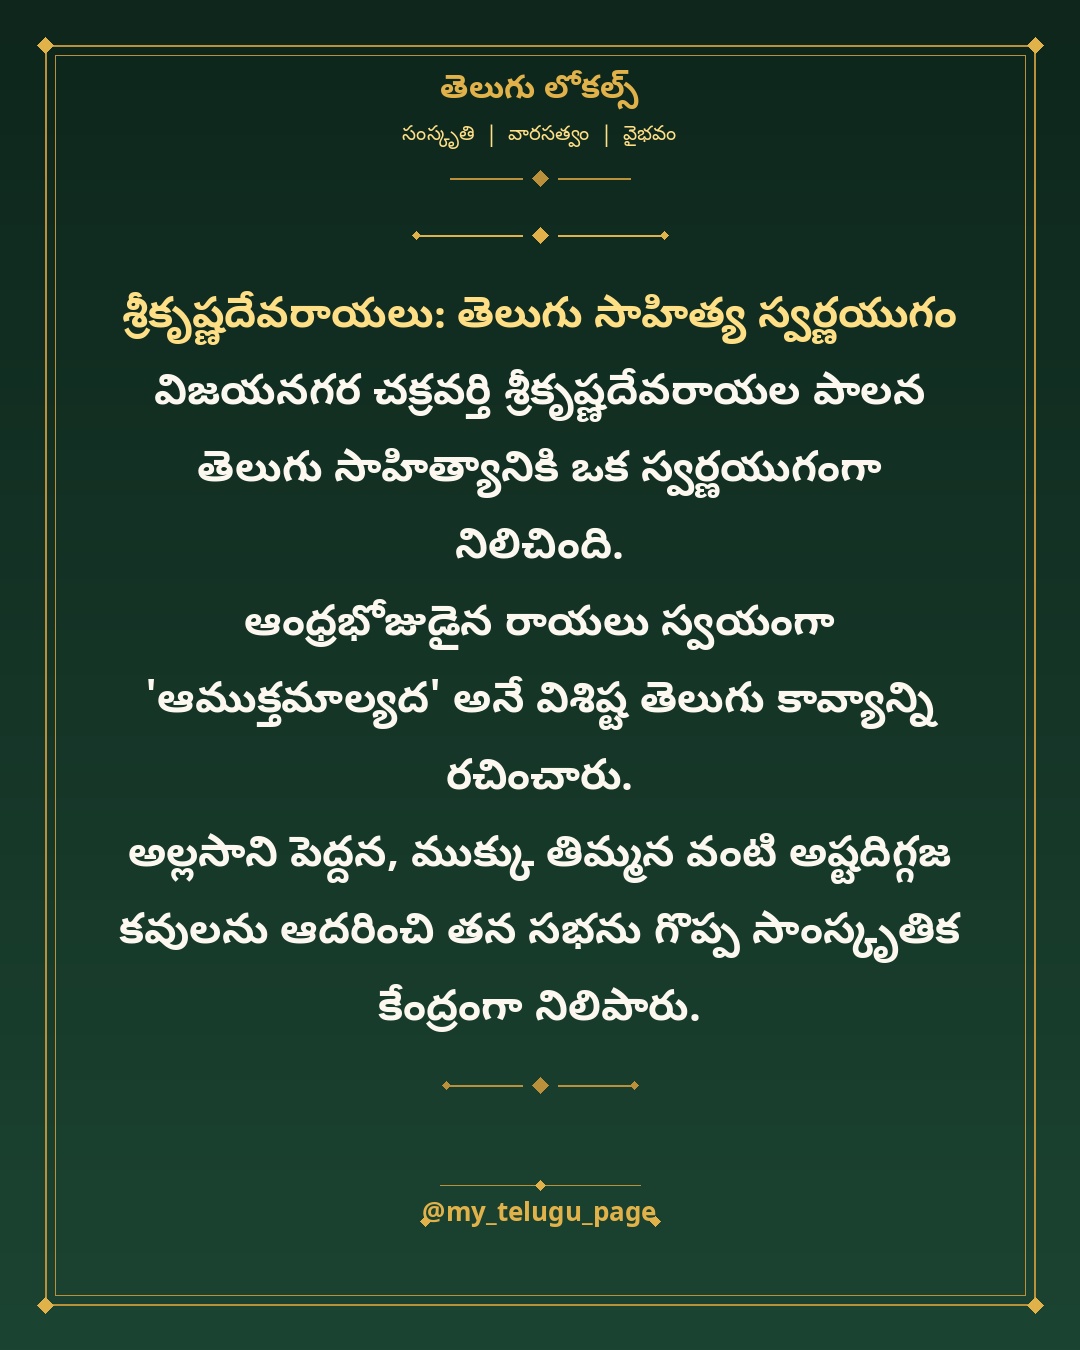 తెలుగు లోకల్స్
సంస్కృతి | వారసత్వం | వైభవం
శ్రీకృష్ణదేవరాయలు: తెలుగు సాహిత్య స్వర్ణయుగం
విజయనగర చక్రవర్తి శ్రీకృష్ణదేవరాయల పాలన
తెలుగు సాహిత్యానికి ఒక స్వర్ణయుగంగా
నిలిచింది.
ఆంధ్రభోజుడైన రాయలు స్వయంగా
'ఆముక్తమాల్యద' అనే విశిష్ట తెలుగు కావ్యాన్ని
రచించారు.
అల్లసాని పెద్దన, ముక్కు తిమ్మన వంటి అష్టదిగ్గజ
కవులను ఆదరించి తన సభను గొప్ప సాంస్కృతిక
కేంద్రంగా నిలిపారు.
@my_telugu_page